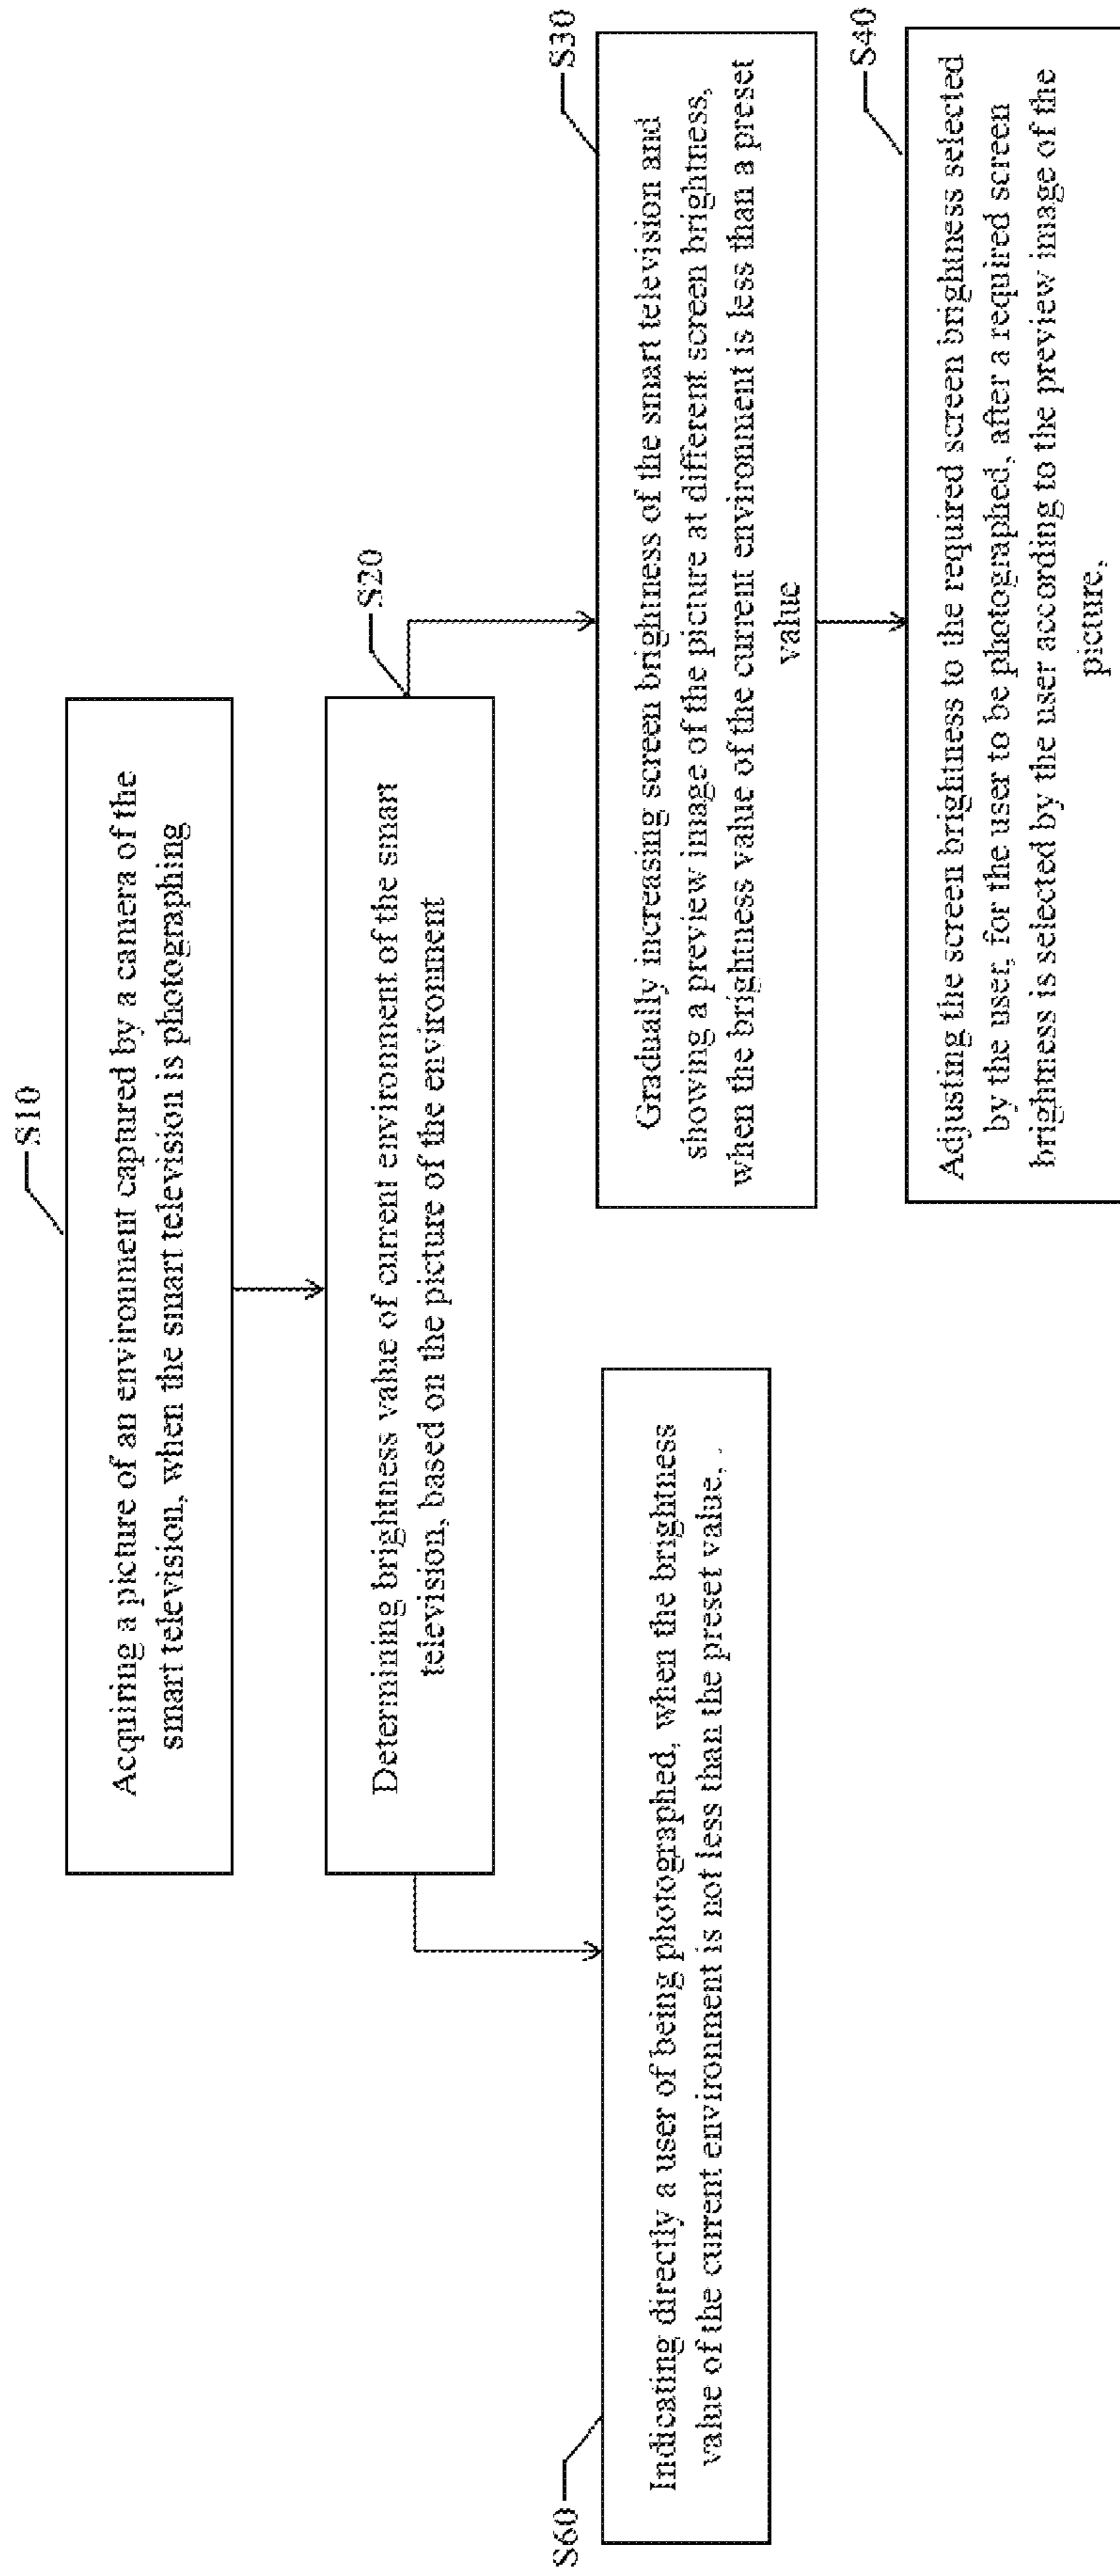 S10
Acquiring a picture of an environment captured by a camera of the
smart television, when the smart television is photographing
S20
Determining brightness value of current environment of the smart
television, based on the picture of the environment
S60
Indicating directly a user of being photographed, when the brightness
value of the current environment is not less than the preset value, .
S30
Gradually increasing screen brightness of the smart television and
showing a preview image of the picture at different screen brightness,
when the brightness value of the current environment is less than a preset
value
S40
Adjusting the screen brightness to the required screen brightness selected
by the user, for the user to be photographed, after a required screen
brightness is selected by the user according to the preview image of the
picture,